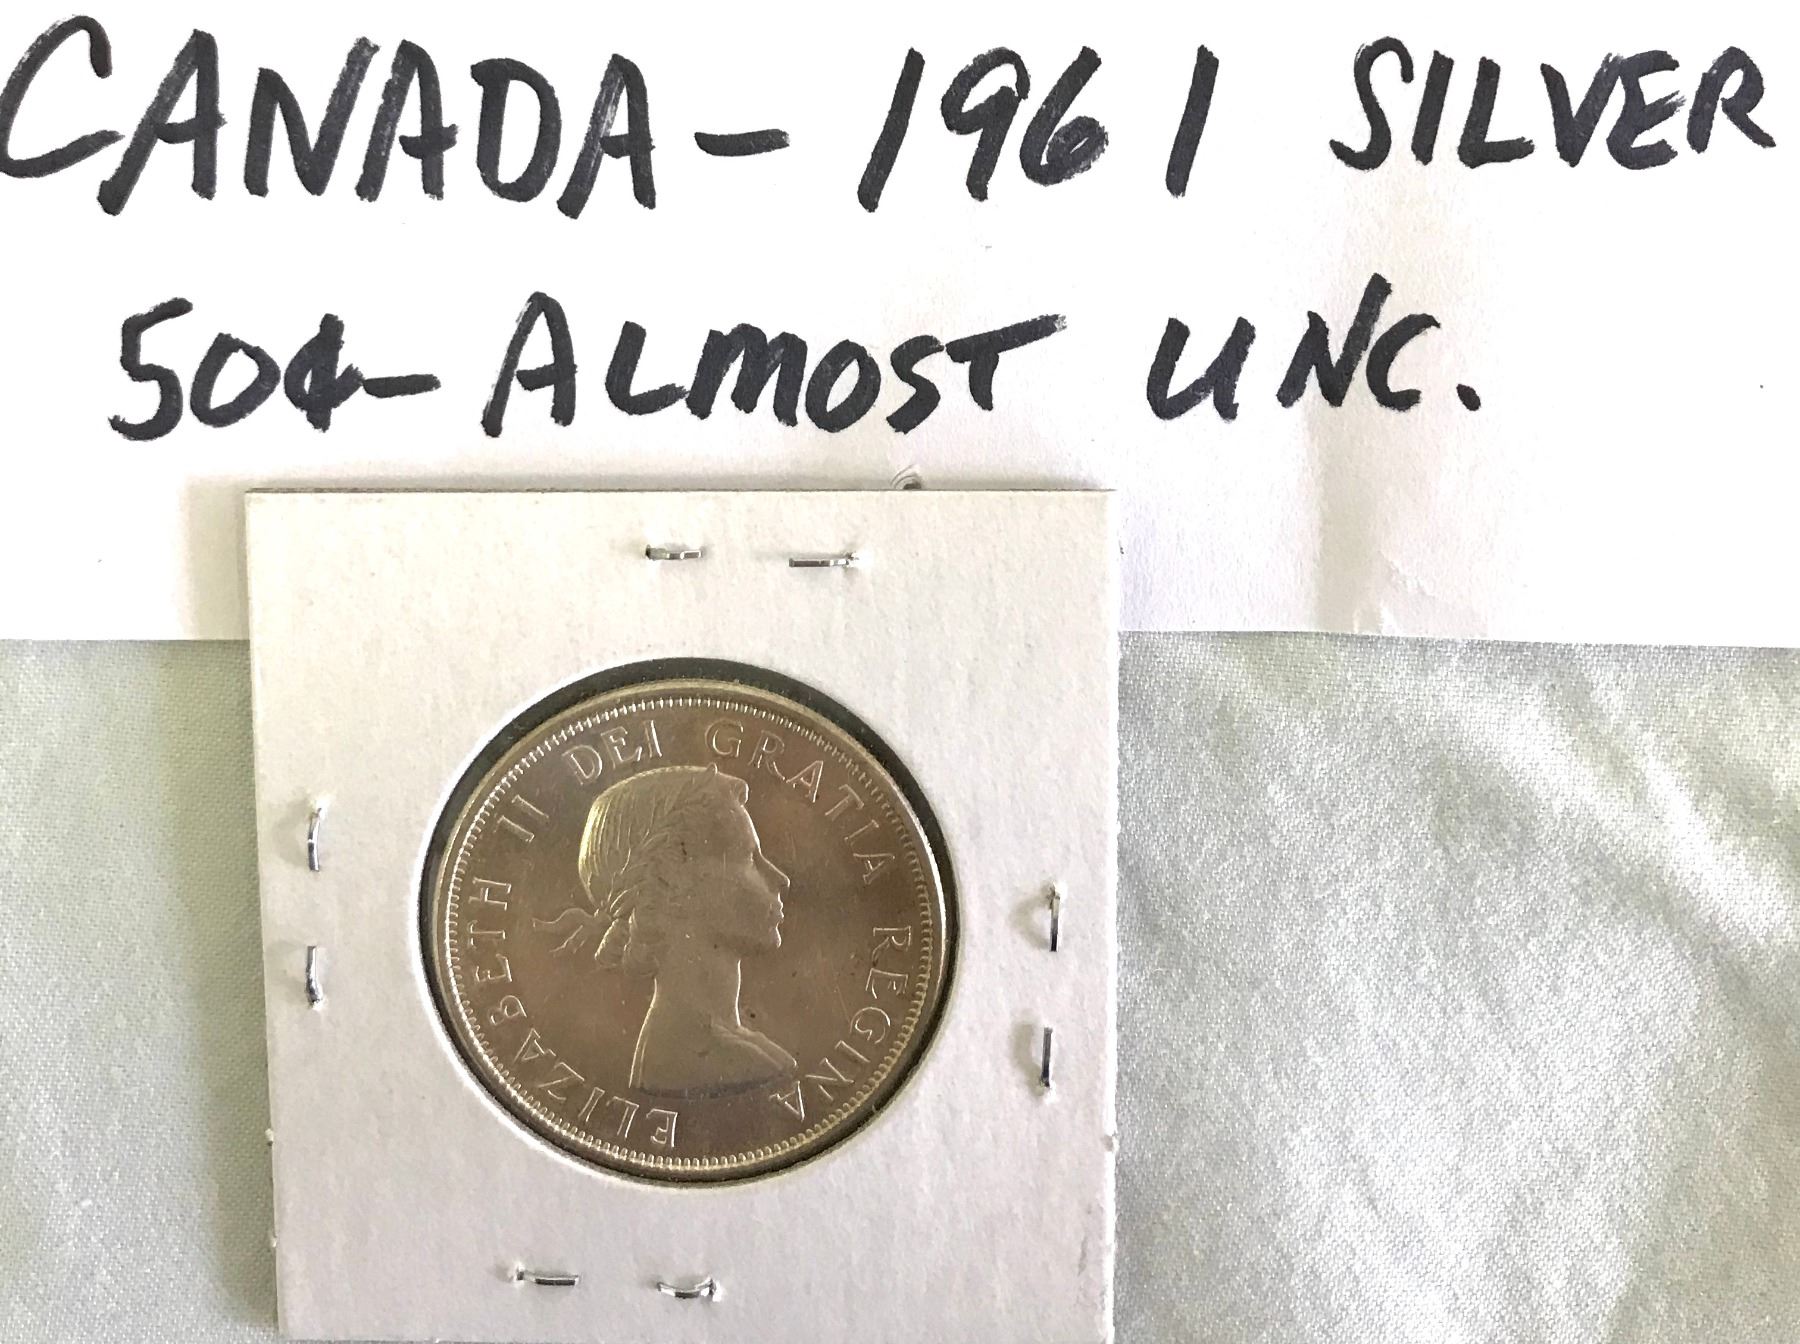 CANADA - 1961 SILVER
50¢ - ALMOST UNC.
ELIZABETH II DEI GRATIA REGINA